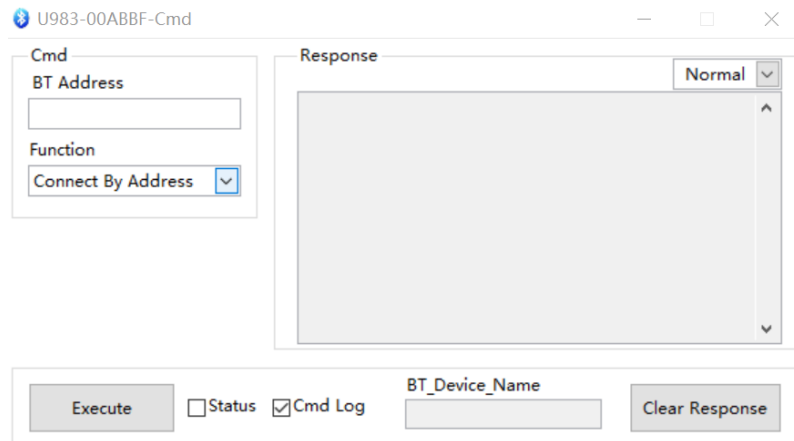 U983-00ABBF-Cmd
Cmd
BT Address
Function
Connect By Address
Response
Normal
Execute
Status
Cmd Log
BT_Device_Name
Clear Response